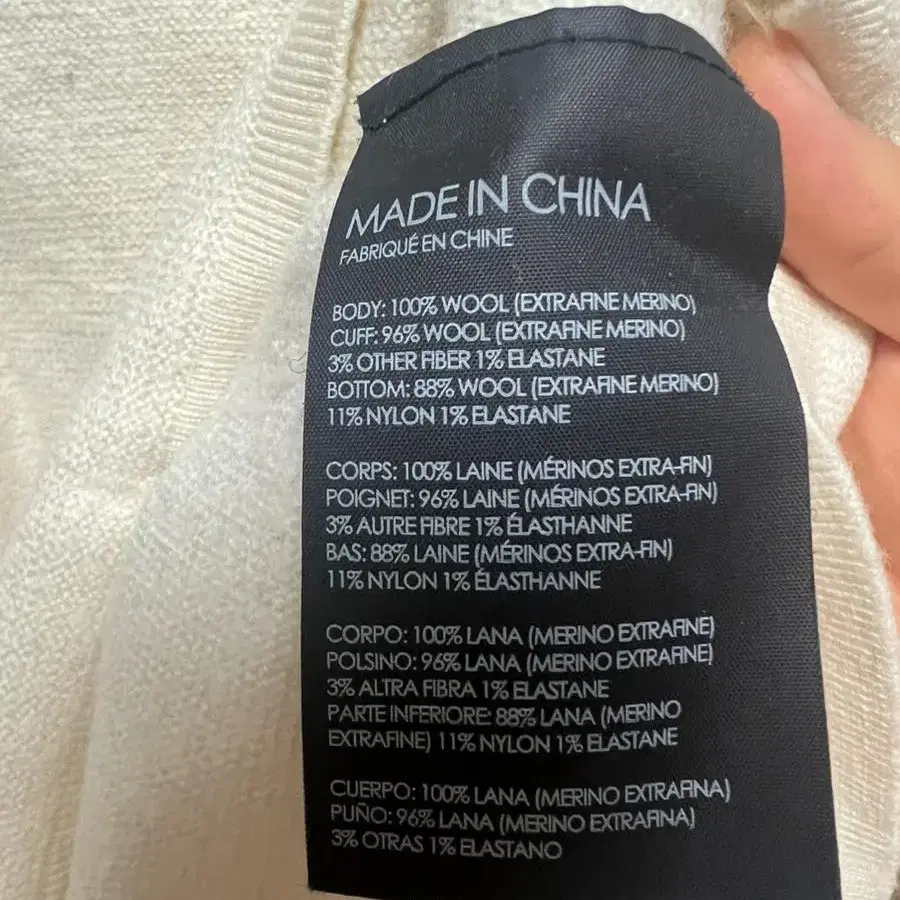 MADE IN CHINA
FABRIQUÉ EN CHINE
BODY: 100% WOOL (EXTRAFINE MERINO)
CUFF: 96% WOOL (EXTRAFINE MERINO)
3% OTHER FIBER 1% ELASTANE
BOTTOM: 88% WOOL (EXTRAFINE MERINO)
11% NYLON 1% ELASTANE
CORPS: 100% LAINE (MÉRINOS EXTRA-FIN)
POIGNET: 96% LAINE (MÉRINOS EXTRA-FIN)
3% AUTRE FIBRE 1% ÉLASTHANNE
BAS: 88% LAINE (MÉRINOS EXTRA-FIN)
11% NYLON 1% ÉLASTHANNE
CORPO: 100% LANA (MERINO EXTRAFINE)
POLSINO: 96% LANA (MERINO EXTRAFINE)
3% ALTRA FIBRA 1% ELASTANE
PARTE INFERIORE: 88% LANA (MERINO
EXTRAFINE) 11% NYLON 1% ELASTANE
CUERPO: 100% LANA (MERINO EXTRAFINA)
PUÑO: 96% LANA (MERINO EXTRAFINA)
3% OTRAS 1% ELASTANO